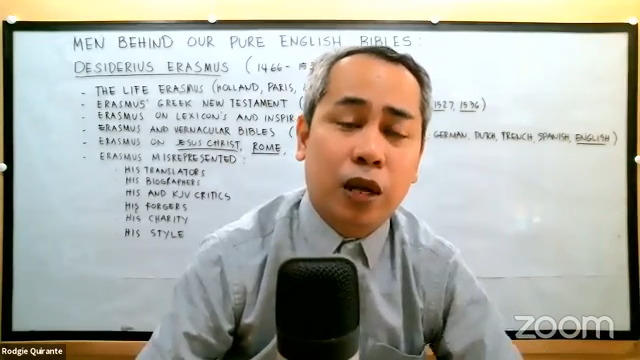 MEN BEHIND OUR PURE ENGLISH BIBLES:
DESIDERIUS ERASMUS (1466-
- THE LIFE ERASMUS (HOLLAND, PARIS,
- ERASMUS' GREEK NEW TESTAMENT ( 1527, 1536)
- ERASMUS ON LEXICON'S AND
- ERASMUS AND VERNACULAR BIBLES ( GERMAN, DUTCH, FRENCH, SPANISH, ENGLISH)
- ERASMUS ON JESUS CHRIST, ROME,
- ERASMUS MISREPRESENTED:
- HIS TRANSLATORS
- HIS BIOGRAPHERS
- HIS AND KJV CRITICS
- HIS FORGERS
- HIS CHARITY
- HIS STYLE
zoom
Rodgie Quirante